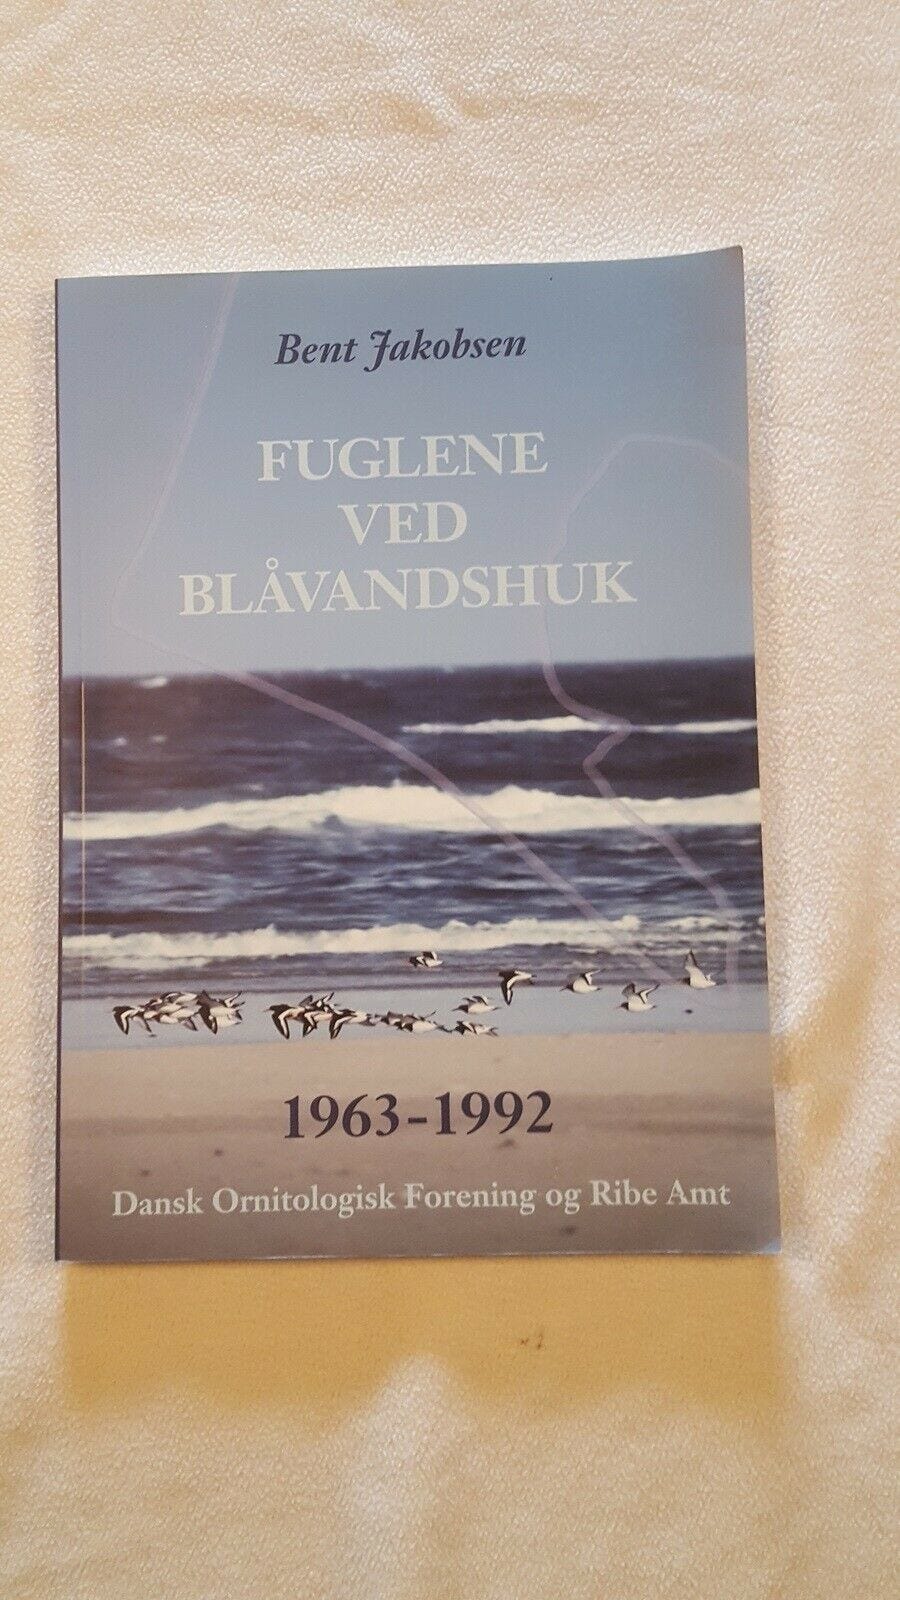 Bent Jakobsen
FUGLENE
VED
BLÅVANDSHUK
1963-1992
Dansk Ornitologisk Forening og Ribe Amt